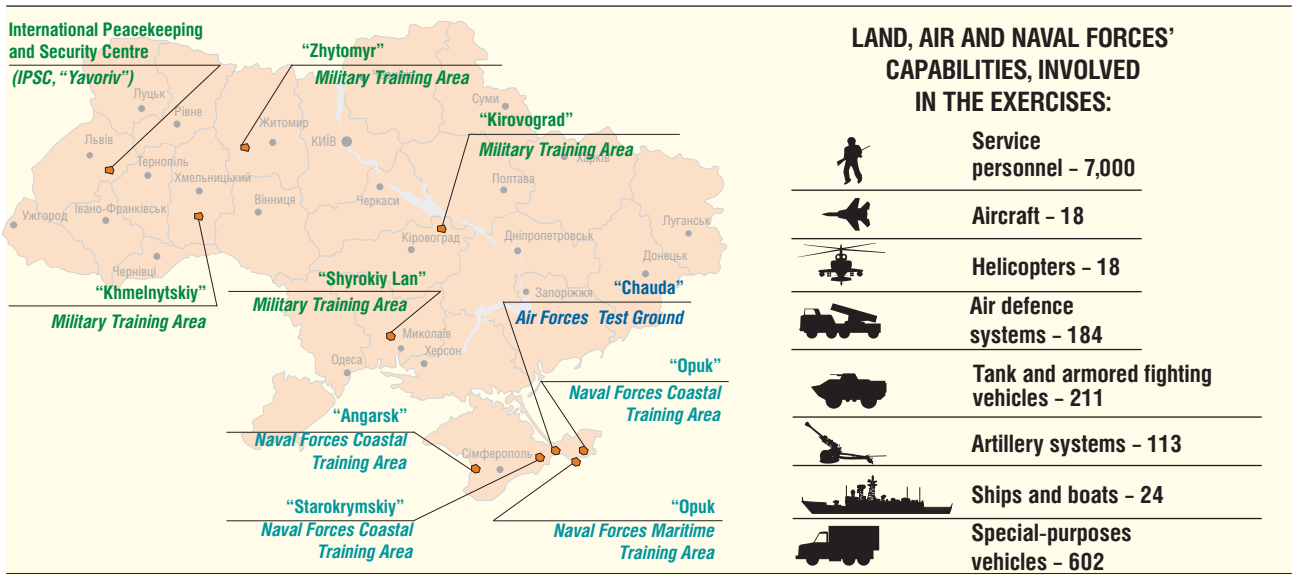 International Peacekeeping
and Security Centre
(IPSC, “Yavoriv”)
“Zhytomyr”
Military Training Area
“Kirovograd”
Military Training Area
“Khmelnytskiy”
Military Training Area
“Shyrokiy Lan”
Military Training Area
“Chauda”
Air Forces Test Ground
“Opuk”
Naval Forces Coastal
Training Area
“Angarsk”
Naval Forces Coastal
Training Area
“Starokrymskiy”
Naval Forces Coastal
Training Area
“Opuk
Naval Forces Maritime
Training Area
Луцьк
Рівне
Львів
Житомир
КИЇВ
Суми
Харків
Тернопіль
Хмельницький
Полтава
Ужгород
Івано-Франківськ
Вінниця
Черкаси
Луганськ
Кіровоград
Дніпропетровськ
Донецьк
Чернівці
Запоріжжя
Миколаїв
Херсон
Одеса
Сімферополь
LAND, AIR AND NAVAL FORCES’
CAPABILITIES, INVOLVED
IN THE EXERCISES:
Service
personnel – 7,000
Aircraft – 18
Helicopters – 18
Air defence
systems – 184
Tank and armored fighting
vehicles – 211
Artillery systems – 113
Ships and boats – 24
Special-purposes
vehicles – 602